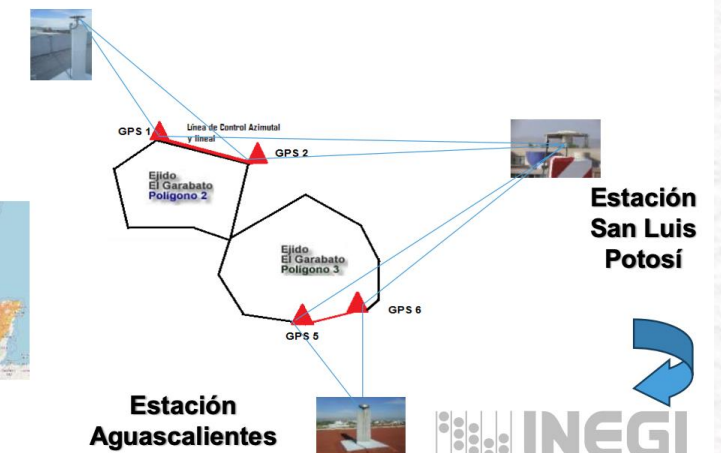 GPS 1
Línea de Control Azimutal
y lineal
GPS 2
Ejido
El Garabato
Polígono 2
Estación
San Luis
Potosí
Ejido
El Garabato
Polígono 3
GPS 6
GPS 5
Estación
Aguascalientes
INEGI